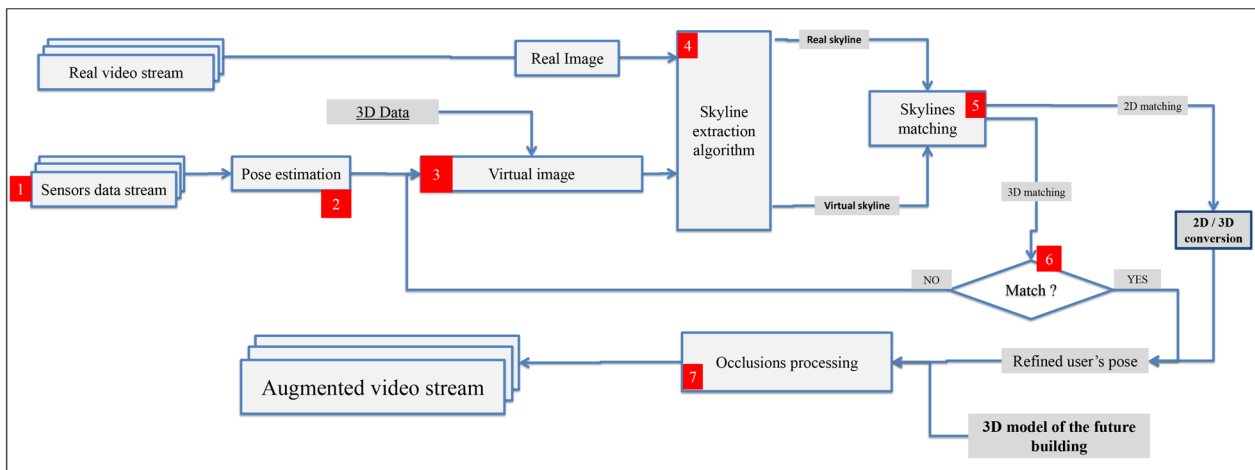 4
Real skyline
Real video stream
Real Image
5
Skylines
matching
2D matching
3D Data
Skyline
extraction
algorithm
1
Sensors data stream
Pose estimation
2
3
Virtual image
3D matching
Virtual skyline
2D / 3D
conversion
6
NO
Match ?
YES
Augmented video stream
Occlusions processing
7
Refined user's pose
3D model of the future
building